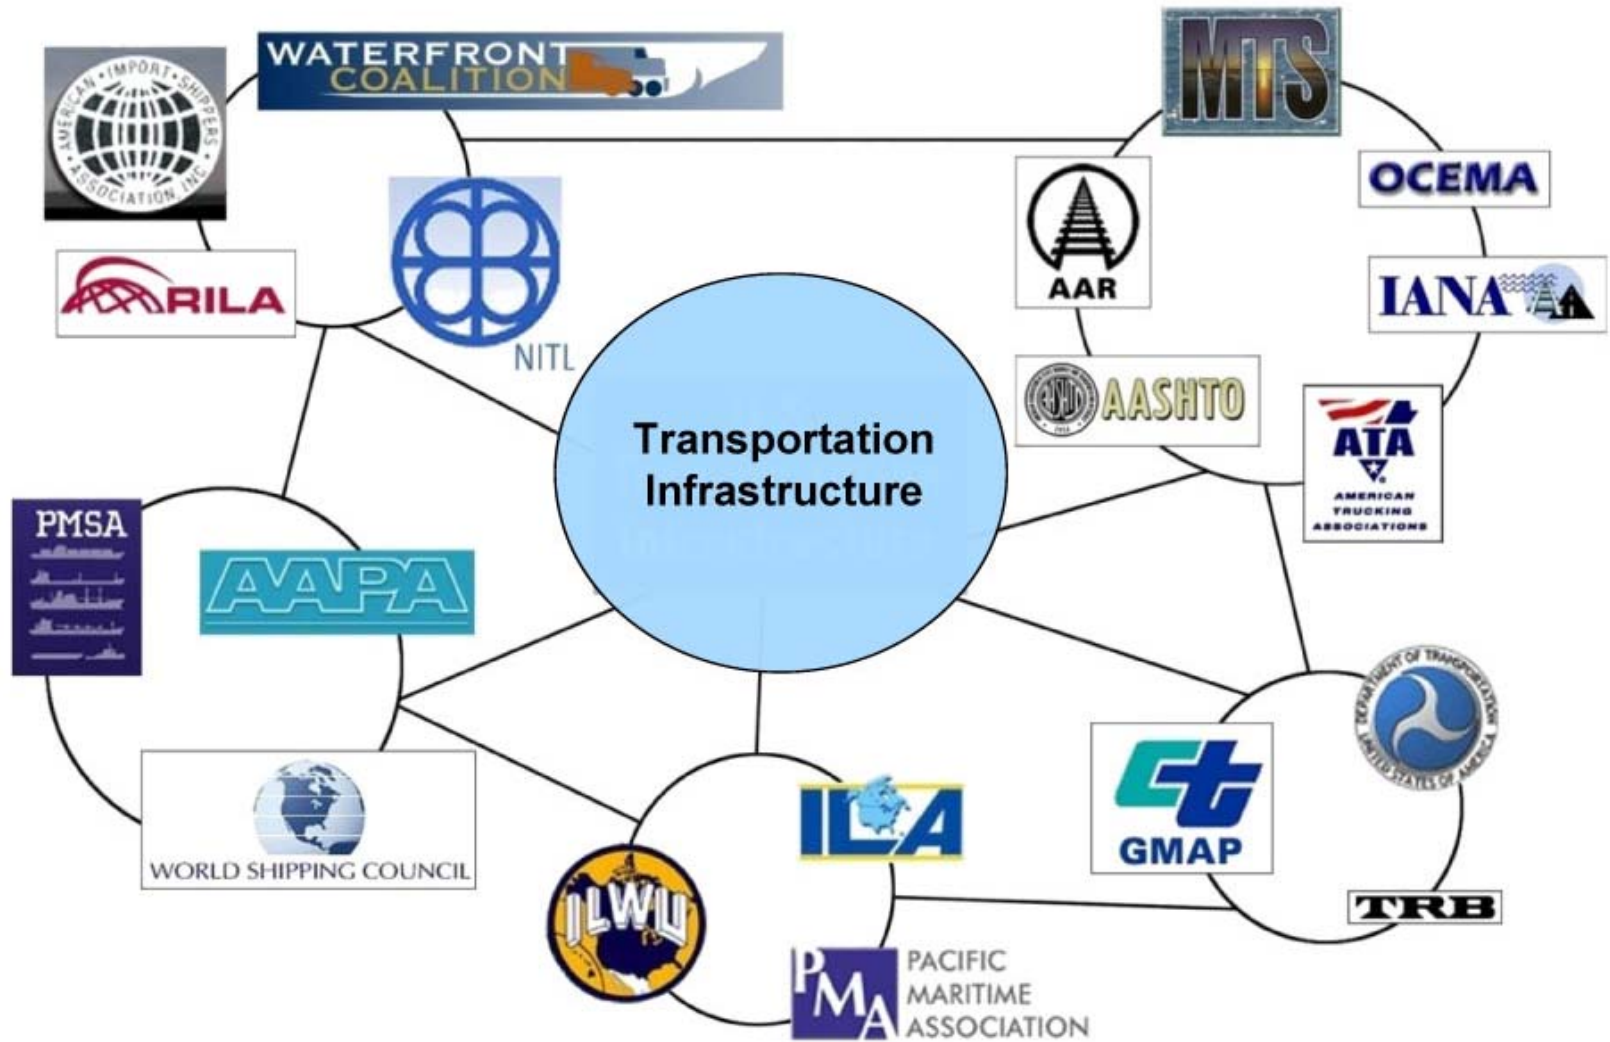 AMERICAN • IMPORT • SHIPPERS • ASSOCIATION, INC •
WATERFRONT
COALITION
MTS
OCEMA
AAR
RILA
NITL
IANA
AASHTO
ATA
AMERICAN
TRUCKING
ASSOCIATIONS
Transportation
Infrastructure
PMSA
AAPA
WORLD SHIPPING COUNCIL
ILA
ILWU
PMA
PACIFIC
MARITIME
ASSOCIATION
ct
GMAP
DEPARTMENT OF TRANSPORTATION
UNITED STATES OF AMERICA
TRB